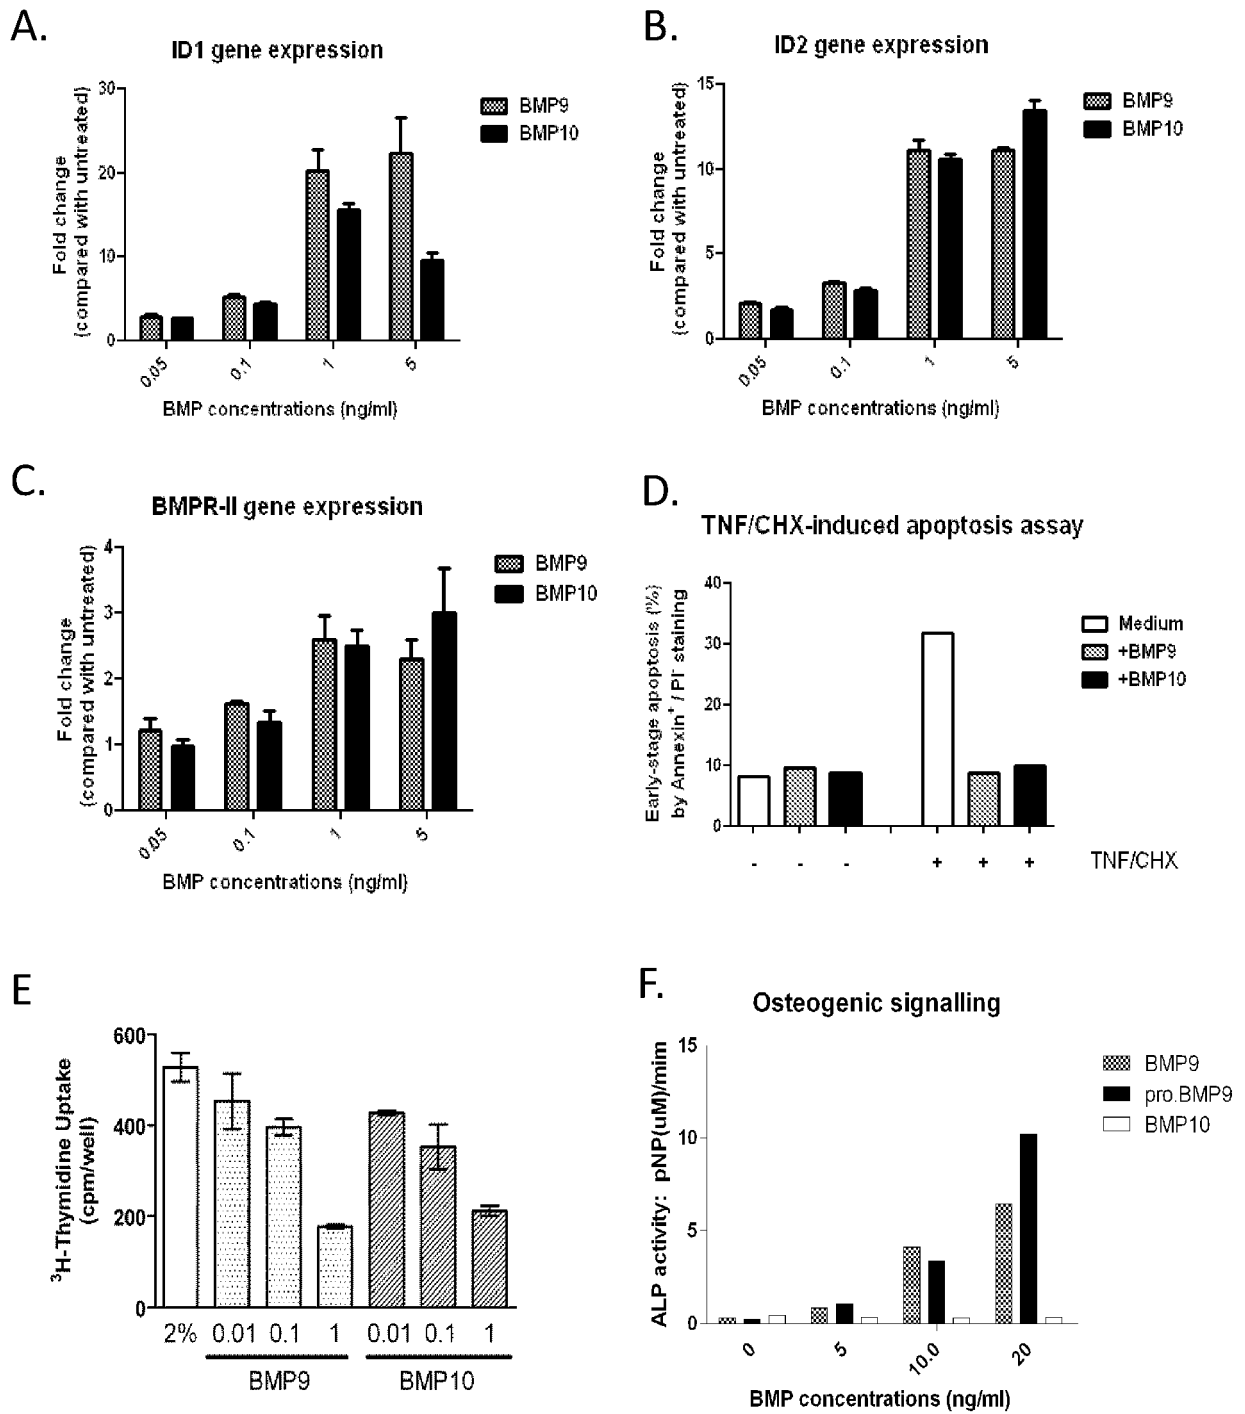 A.
ID1 gene expression
30
20
10
0
Fold change
(compared with untreated)
BMP9
BMP10
0.05
0.1
1
5
BMP concentrations (ng/ml)
B.
ID2 gene expression
15
10
5
0
Fold change
(compared with untreated)
BMP9
BMP10
0.05
0.1
1
5
BMP concentrations (ng/ml)
C.
BMPR-II gene expression
4
3
2
1
0
Fold change
(compared with untreated)
BMP9
BMP10
0.05
0.1
1
5
BMP concentrations (ng/ml)
D.
TNF/CHX-induced apoptosis assay
40
30
20
10
0
Early-stage apoptosis (%)
by Annexin⁺ / PI⁻ staining
Medium
+BMP9
+BMP10
- - - + + + TNF/CHX
E
600
400
200
0
³H-Thymidine Uptake
(cpm/well)
2% 0.01 0.1 1 0.01 0.1 1
BMP9 BMP10
F.
Osteogenic signalling
15
10
5
0
ALP activity: pNP(uM)/mim
BMP9
pro.BMP9
BMP10
0
5
10.0
20
BMP concentrations (ng/ml)